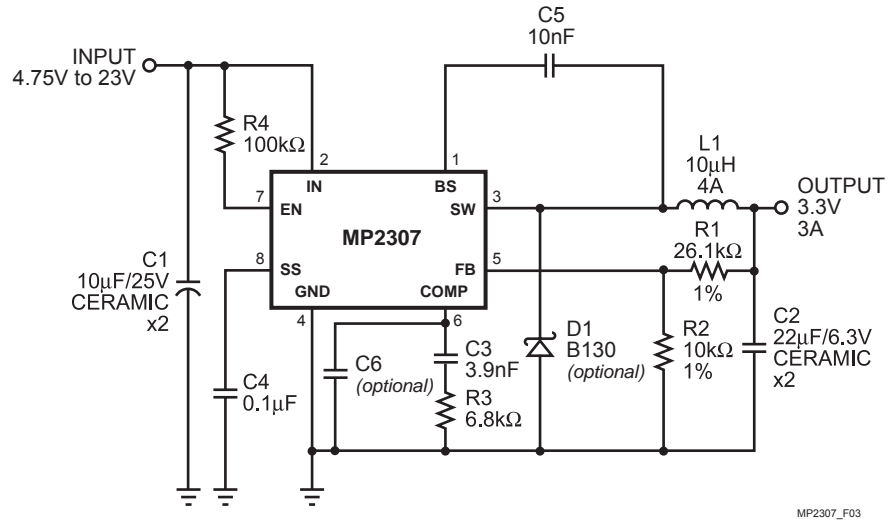 C5
10nF
INPUT
4.75V to 23V
R4
100kΩ
2
1
L1
10µH
4A
IN
BS
7
EN
SW
3
OUTPUT
3.3V
3A
MP2307
R1
26.1kΩ
1%
C1
10µF/25V
CERAMIC
x2
8
SS
FB
5
GND
COMP
4
6
D1
B130
(optional)
R2
10kΩ
1%
C2
22µF/6.3V
CERAMIC
x2
C3
3.9nF
C6
(optional)
C4
0.1µF
R3
6.8kΩ
MP2307_F03